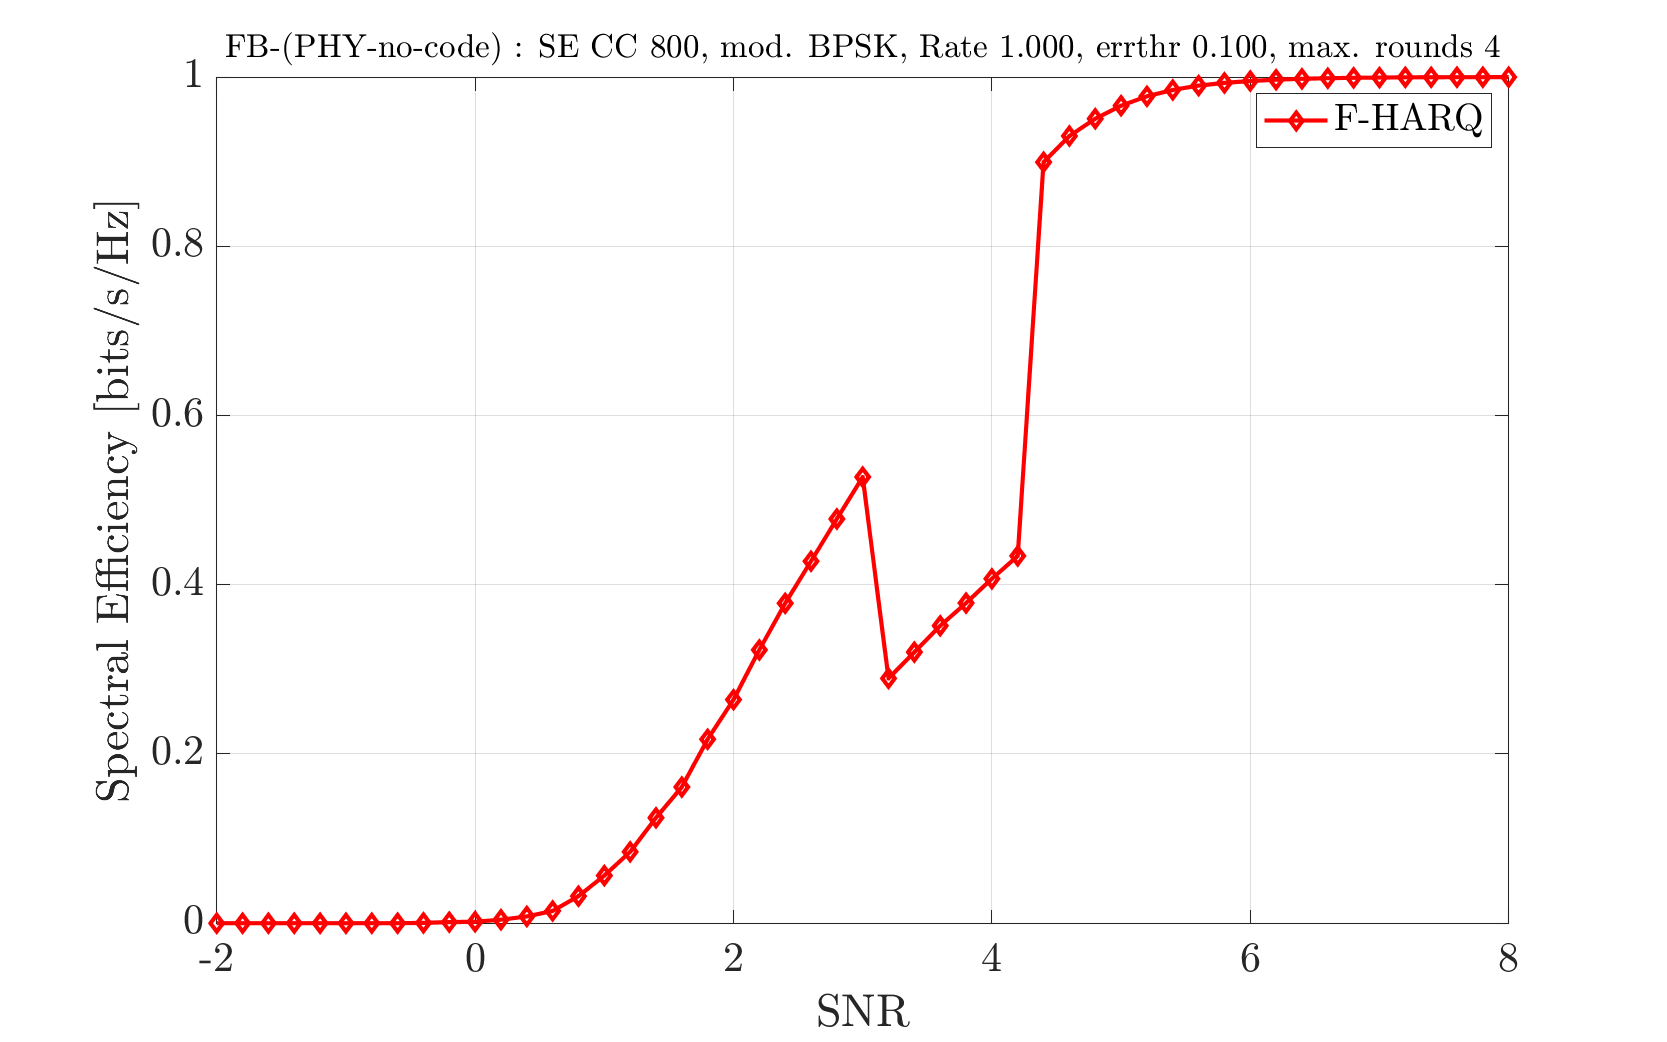 FB-(PHY-no-code) : SE CC 800, mod. BPSK, Rate 1.000, errthr 0.100, max. rounds 4
1
F-HARQ
0.8
0.6
0.4
0.2
0
Spectral Efficiency [bits/s/Hz]
-2 0 2 4 6 8
SNR